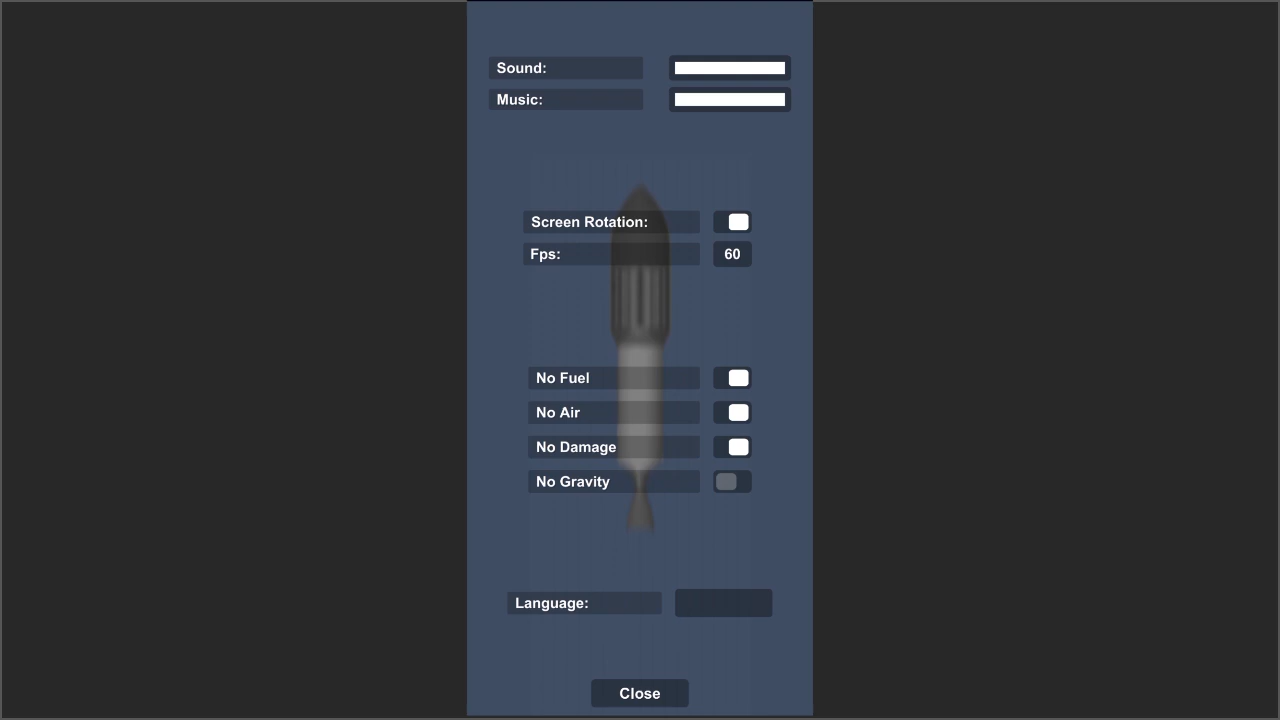 Sound:
Music:
Screen Rotation:
Fps: 60
No Fuel
No Air
No Damage
No Gravity
Language:
Close